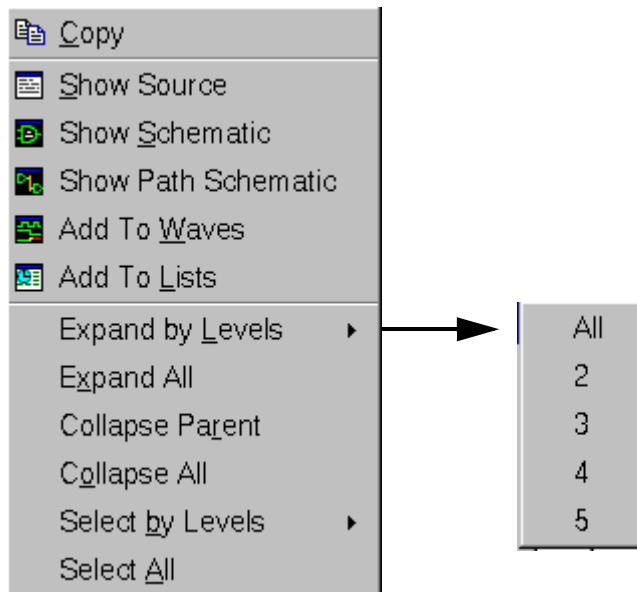 Copy
Show Source
Show Schematic
Show Path Schematic
Add To Waves
Add To Lists
Expand by Levels
Expand All
Collapse Parent
Collapse All
Select by Levels
Select All
All
2
3
4
5